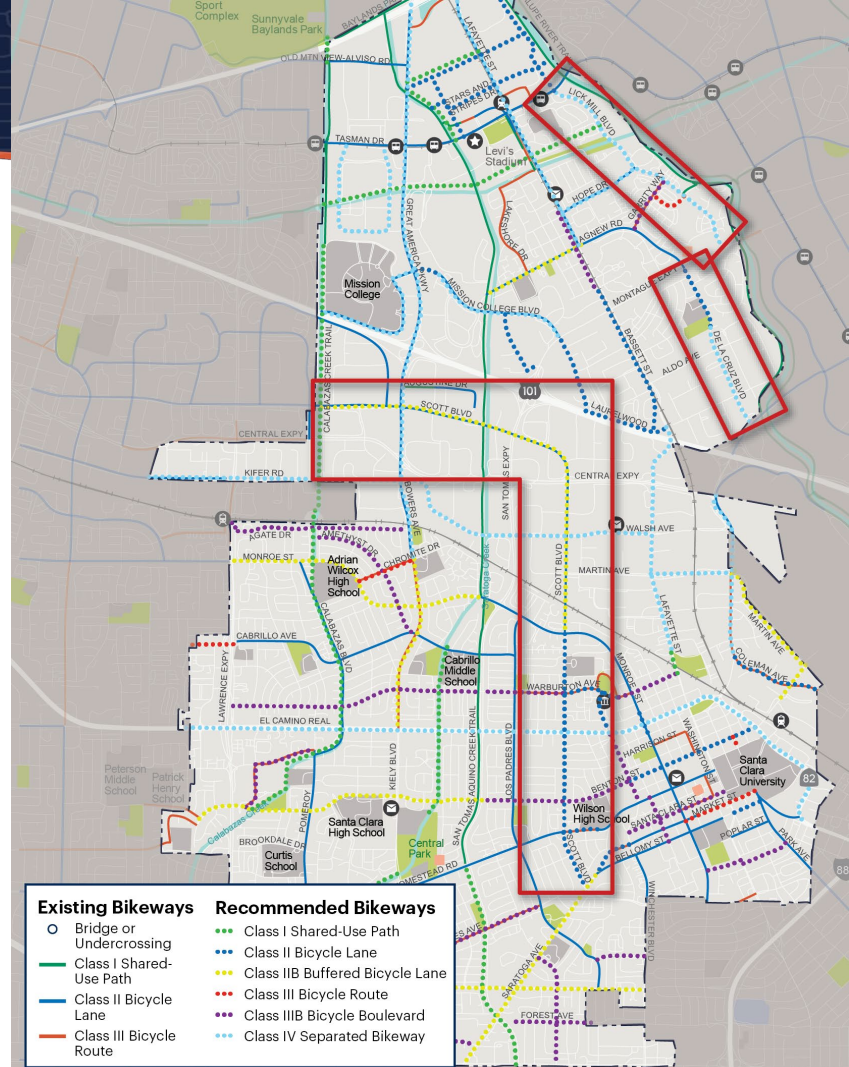 Sport
Complex
Sunnyvale
Baylands Park
BAYLANDS PARK
LAFAYETTE ST
OLD MTN VIEW-ALVISO RD
STARS AND
STRIPES DR
LICK MILL BLVD
TASMAN DR
Levi's
Stadium
HOPE DR
GARRITY WAY
GREAT AMERICA PKWY
LAKESHORE DR
AGNEW RD
Mission
College
MISSION COLLEGE BLVD
MONTAGUE EXPY
BASSETT ST
ALDO AVE
DE LA CRUZ BLVD
CALABAZAS CREEK TRAIL
AUGUSTINE DR
101
SCOTT BLVD
LAURELWOOD
CENTRAL EXPY
KIFER RD
SAN TOMAS EXPY
CENTRAL EXPY
BOWERS AVE
WALSH AVE
AGATE DR
AMETHYST DR
MONROE ST
CHROMITE DR
Adrian
Wilcox
High
School
SCOTT BLVD
MARTIN AVE
LAFAYETTE ST
MARTIN AVE
CALABAZAS BLVD
CABRILLO AVE
COLEMAN AVE
LAWRENCE EXPY
Cabrillo
Middle
School
WARBURTON AVE
MONROE ST
EL CAMINO REAL
HARRISON ST
WASHINGTON ST
KIELY BLVD
SAN TOMAS AQUINO CREEK TRAIL
LOS PADRES BLVD
BENTON ST
Santa
Clara
University
82
Peterson
Middle
School
Patrick
Henry
School
Calabazas Creek
POMEROY
Santa Clara
High School
Wilson
High School
SANTA CLARA ST
MARKET ST
POPLAR ST
PARK AVE
BROOKDALE DR
Curtis
School
Central
Park
HOMESTEAD RD
SCOTT BLVD
BELLOMY ST
88
WINCHESTER BLVD
SARATOGA AVE
FOREST AVE
Existing Bikeways
Bridge or
Undercrossing
Class I Shared-
Use Path
Class II Bicycle
Lane
Class III Bicycle
Route
Recommended Bikeways
Class I Shared-Use Path
Class II Bicycle Lane
Class IIB Buffered Bicycle Lane
Class III Bicycle Route
Class IIIB Bicycle Boulevard
Class IV Separated Bikeway